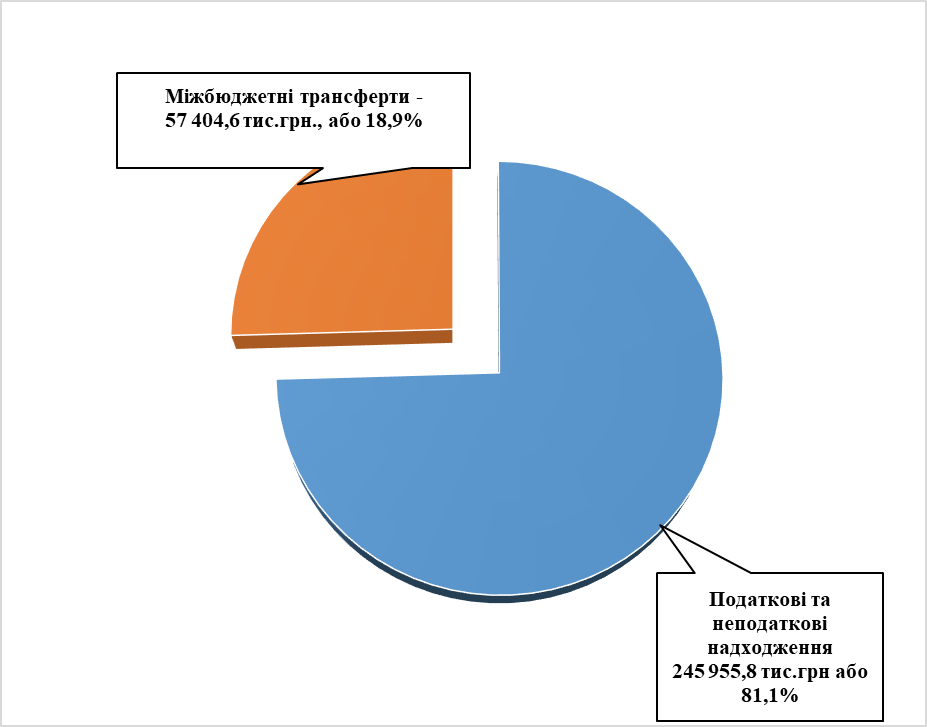 Міжбюджетні трансферти -
57 404,6 тис.грн., або 18,9%
Податкові та
неподаткові
надходження
245 955,8 тис.грн або
81,1%